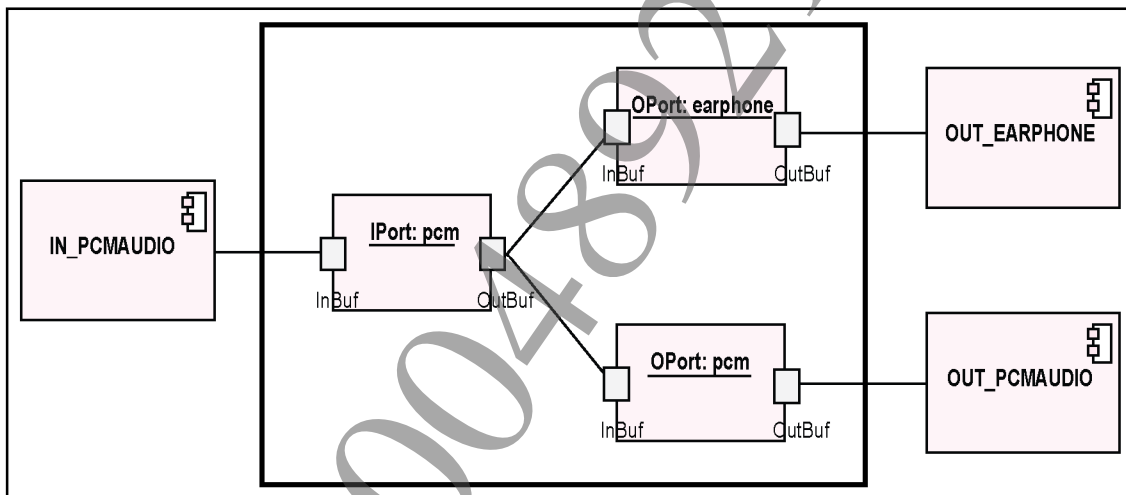 OPort: earphone
InBuf
OutBuf
OUT_EARPHONE
IN_PCMAUDIO
IPort: pcm
InBuf
OutBuf
OPort: pcm
InBuf
OutBuf
OUT_PCMAUDIO